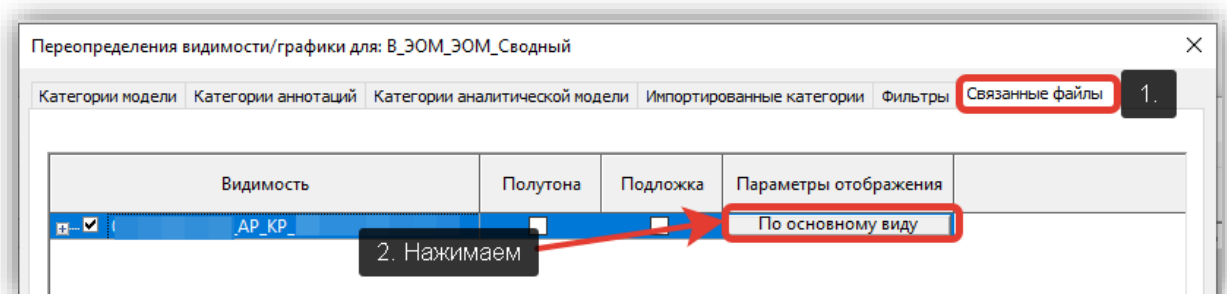 Переопределения видимости/графики для: В_ЭОМ_ЭОМ_Сводный
Категории модели Категории аннотаций Категории аналитической модели Импортированные категории Фильтры Связанные файлы 1.
Видимость Полутона Подложка Параметры отображения
_АР_КР_ По основному виду
2. Нажимаем